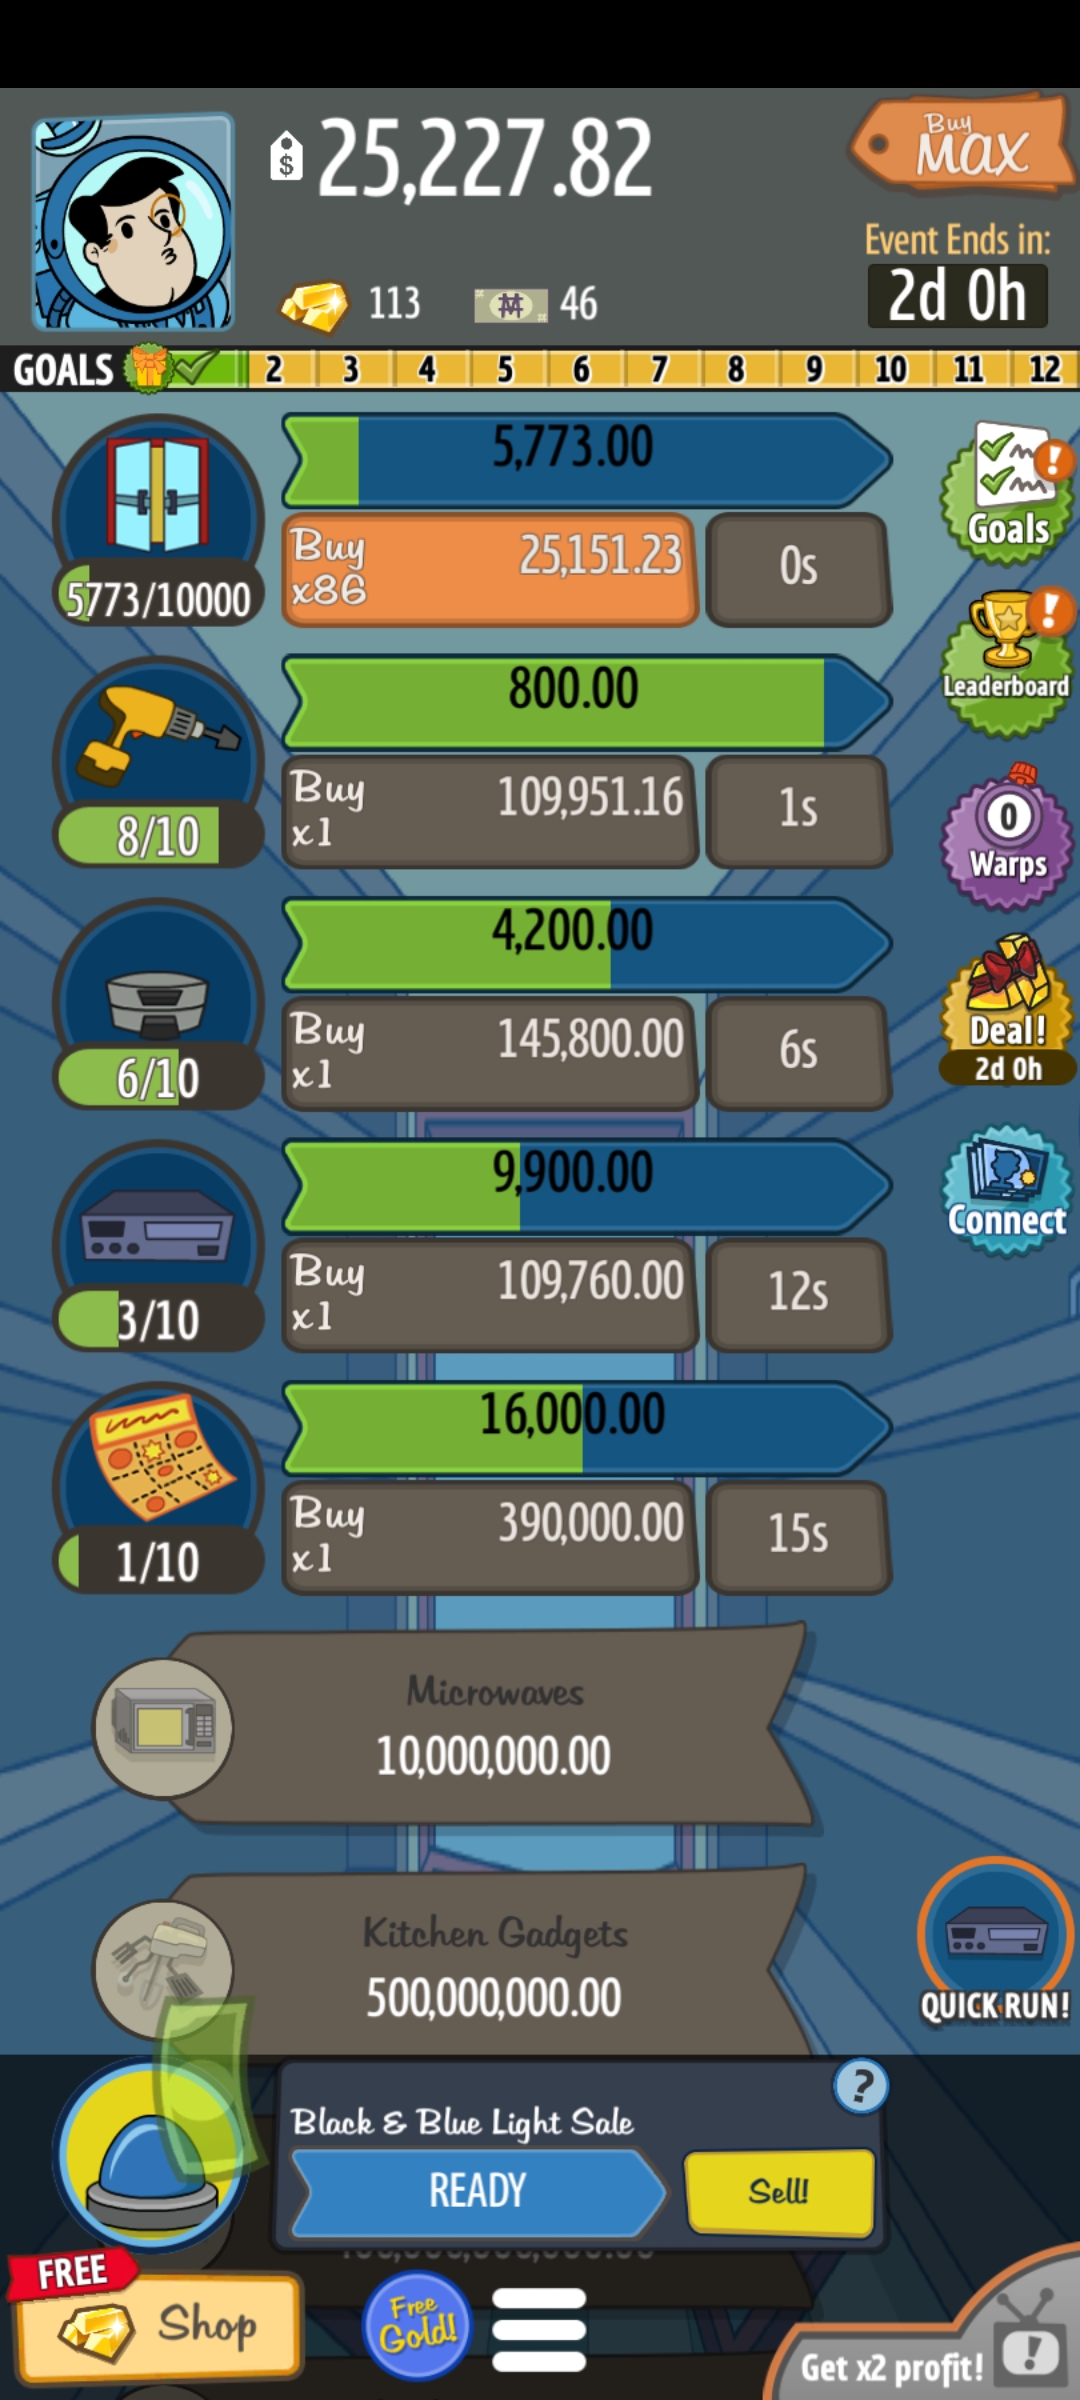 25,227.82
Buy
MAX
113
46
Event Ends in:
2d 0h
GOALS 2 3 4 5 6 7 8 9 10 11 12
5,773.00
Buy
x86
25,151.23
0s
5773/10000
Goals
800.00
Buy
x1
109,951.16
1s
8/10
Leaderboard
4,200.00
Buy
x1
145,800.00
6s
6/10
0
Warps
Deal!
2d 0h
9,900.00
Buy
x1
109,760.00
12s
3/10
Connect
16,000.00
Buy
x1
390,000.00
15s
1/10
Microwaves
10,000,000.00
Kitchen Gadgets
500,000,000.00
QUICK RUN!
Black & Blue Light Sale
?
READY
Sell!
FREE
Shop
Free
Gold!
Get x2 profit!